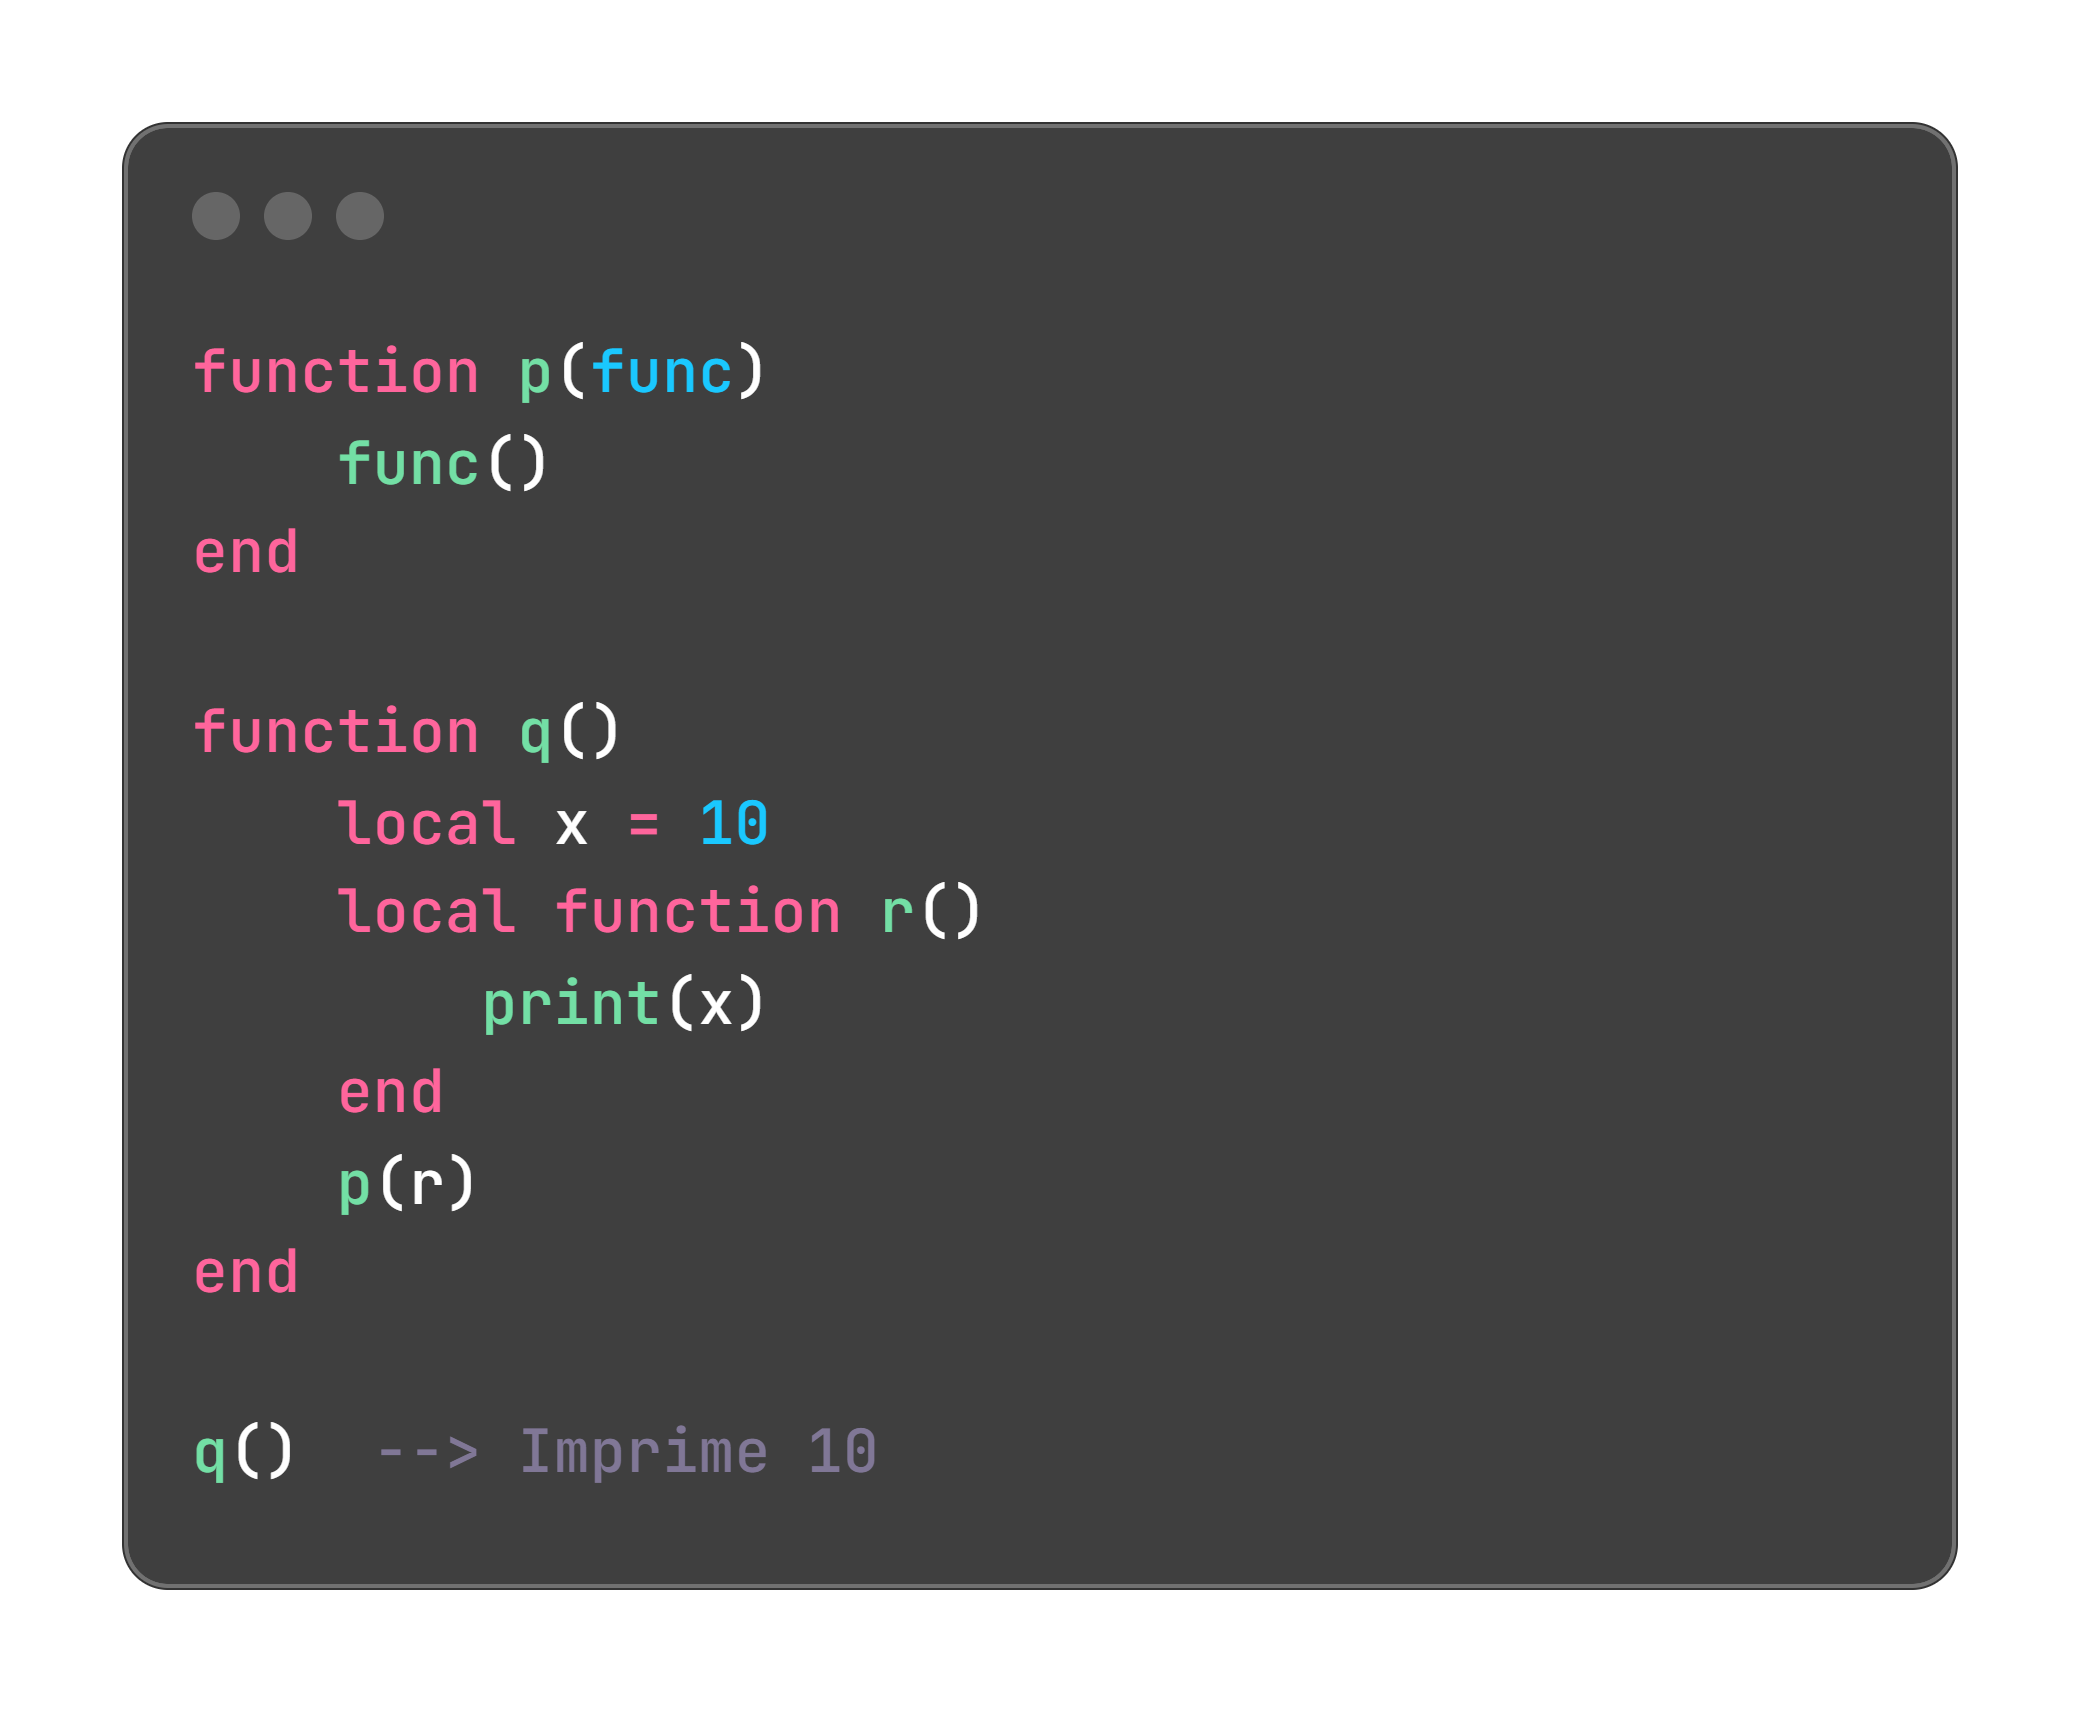 function p(func)
    func()
end

function q()
    local x = 10
    local function r()
        print(x)
    end
    p(r)
end

q()  --> Imprime 10